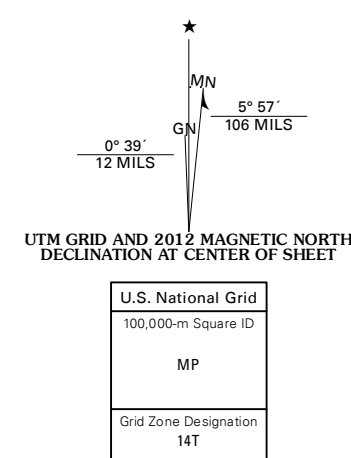 ★
MN
GN
5° 57´
106 MILS
0° 39´
12 MILS
UTM GRID AND 2012 MAGNETIC NORTH
DECLINATION AT CENTER OF SHEET
U.S. National Grid
100,000-m Square ID
MP
Grid Zone Designation
14T